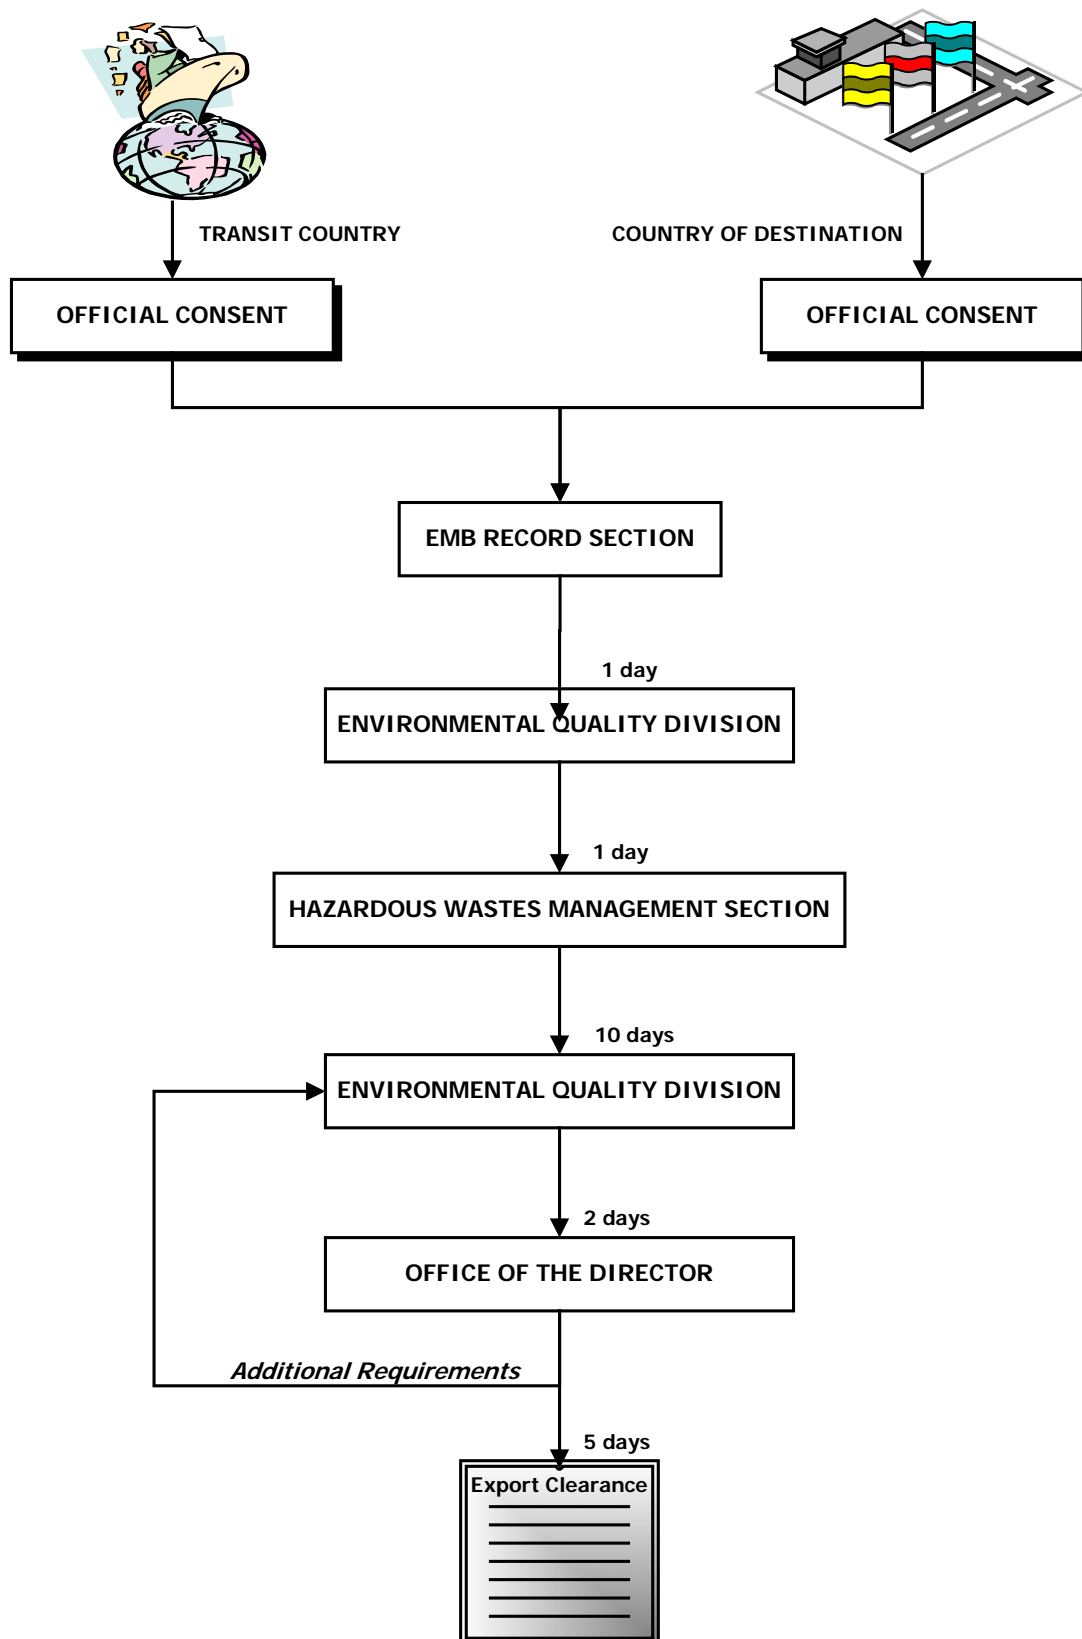 TRANSIT COUNTRY
COUNTRY OF DESTINATION
OFFICIAL CONSENT
OFFICIAL CONSENT
EMB RECORD SECTION
1 day
ENVIRONMENTAL QUALITY DIVISION
1 day
HAZARDOUS WASTES MANAGEMENT SECTION
10 days
ENVIRONMENTAL QUALITY DIVISION
2 days
OFFICE OF THE DIRECTOR
Additional Requirements
5 days
Export Clearance